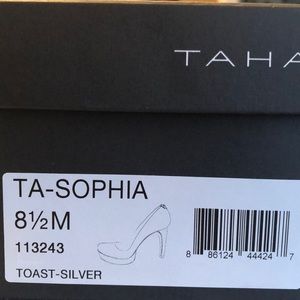 TAHA
TA-SOPHIA
8½M
113243
8 86124 44424 7
TOAST-SILVER